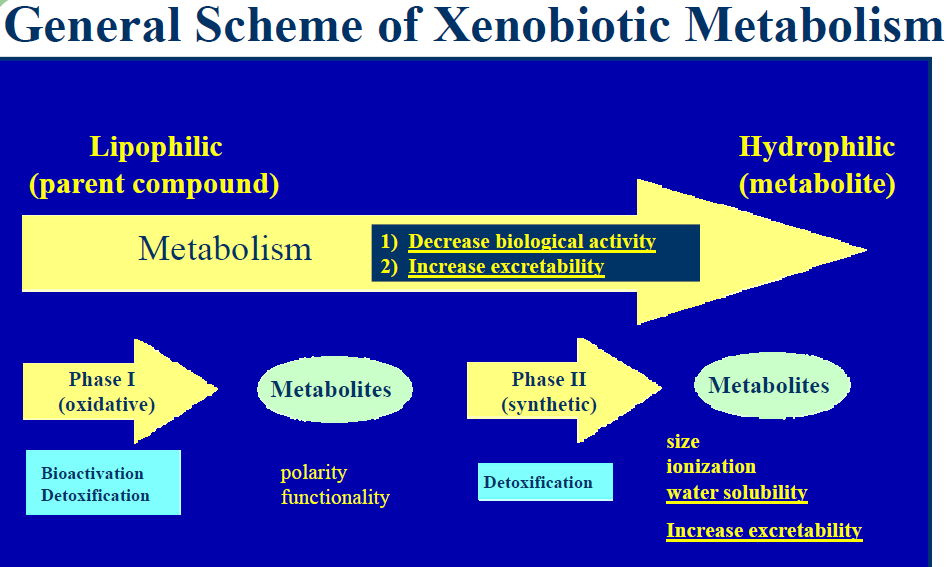 General Scheme of Xenobiotic Metabolism
Lipophilic
(parent compound)
Hydrophilic
(metabolite)
Metabolism
1) Decrease biological activity
2) Increase excretability
Phase I
(oxidative)
Metabolites
Phase II
(synthetic)
Metabolites
Bioactivation
Detoxification
polarity
functionality
Detoxification
size
ionization
water solubility
Increase excretability